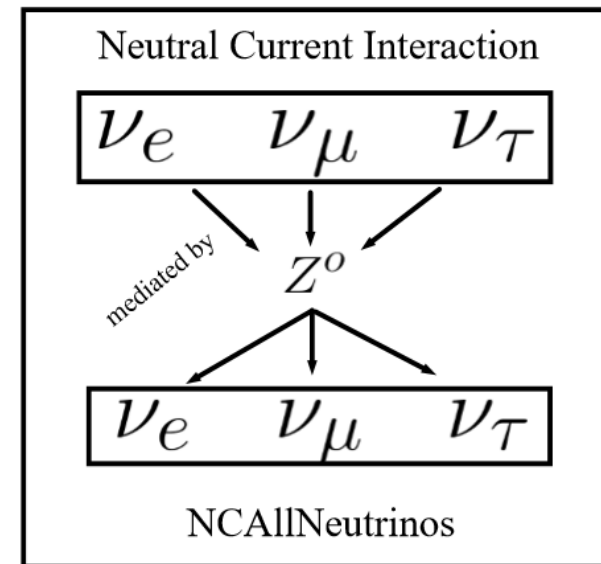 Neutral Current Interaction
νe νμ ντ
mediated by
Zo
νe νμ ντ
NCAllNeutrinos